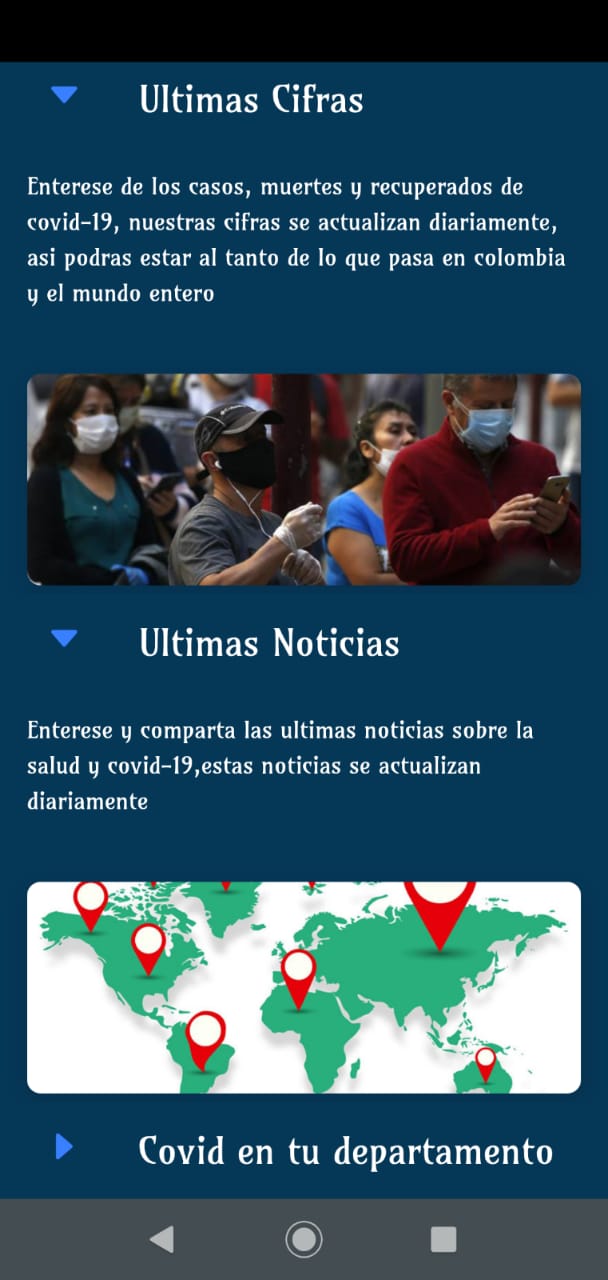 Ultimas Cifras
Enterese de los casos, muertes y recuperados de
covid-19, nuestras cifras se actualizan diariamente,
asi podras estar al tanto de lo que pasa en colombia
y el mundo entero
Ultimas Noticias
Enterese y comparta las ultimas noticias sobre la
salud y covid-19,estas noticias se actualizan
diariamente
Covid en tu departamento